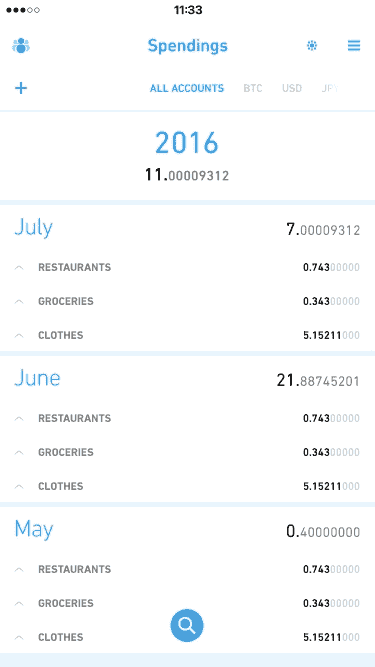 11:33
Spendings
ALL ACCOUNTS BTC USD JPY
2016
11.00009312
July 7.00009312
RESTAURANTS 0.74300000
GROCERIES 0.34300000
CLOTHES 5.15211000
June 21.88745201
RESTAURANTS 0.74300000
GROCERIES 0.34300000
CLOTHES 5.15211000
May 0.40000000
RESTAURANTS 0.74300000
GROCERIES 0.34300000
CLOTHES 5.15211000